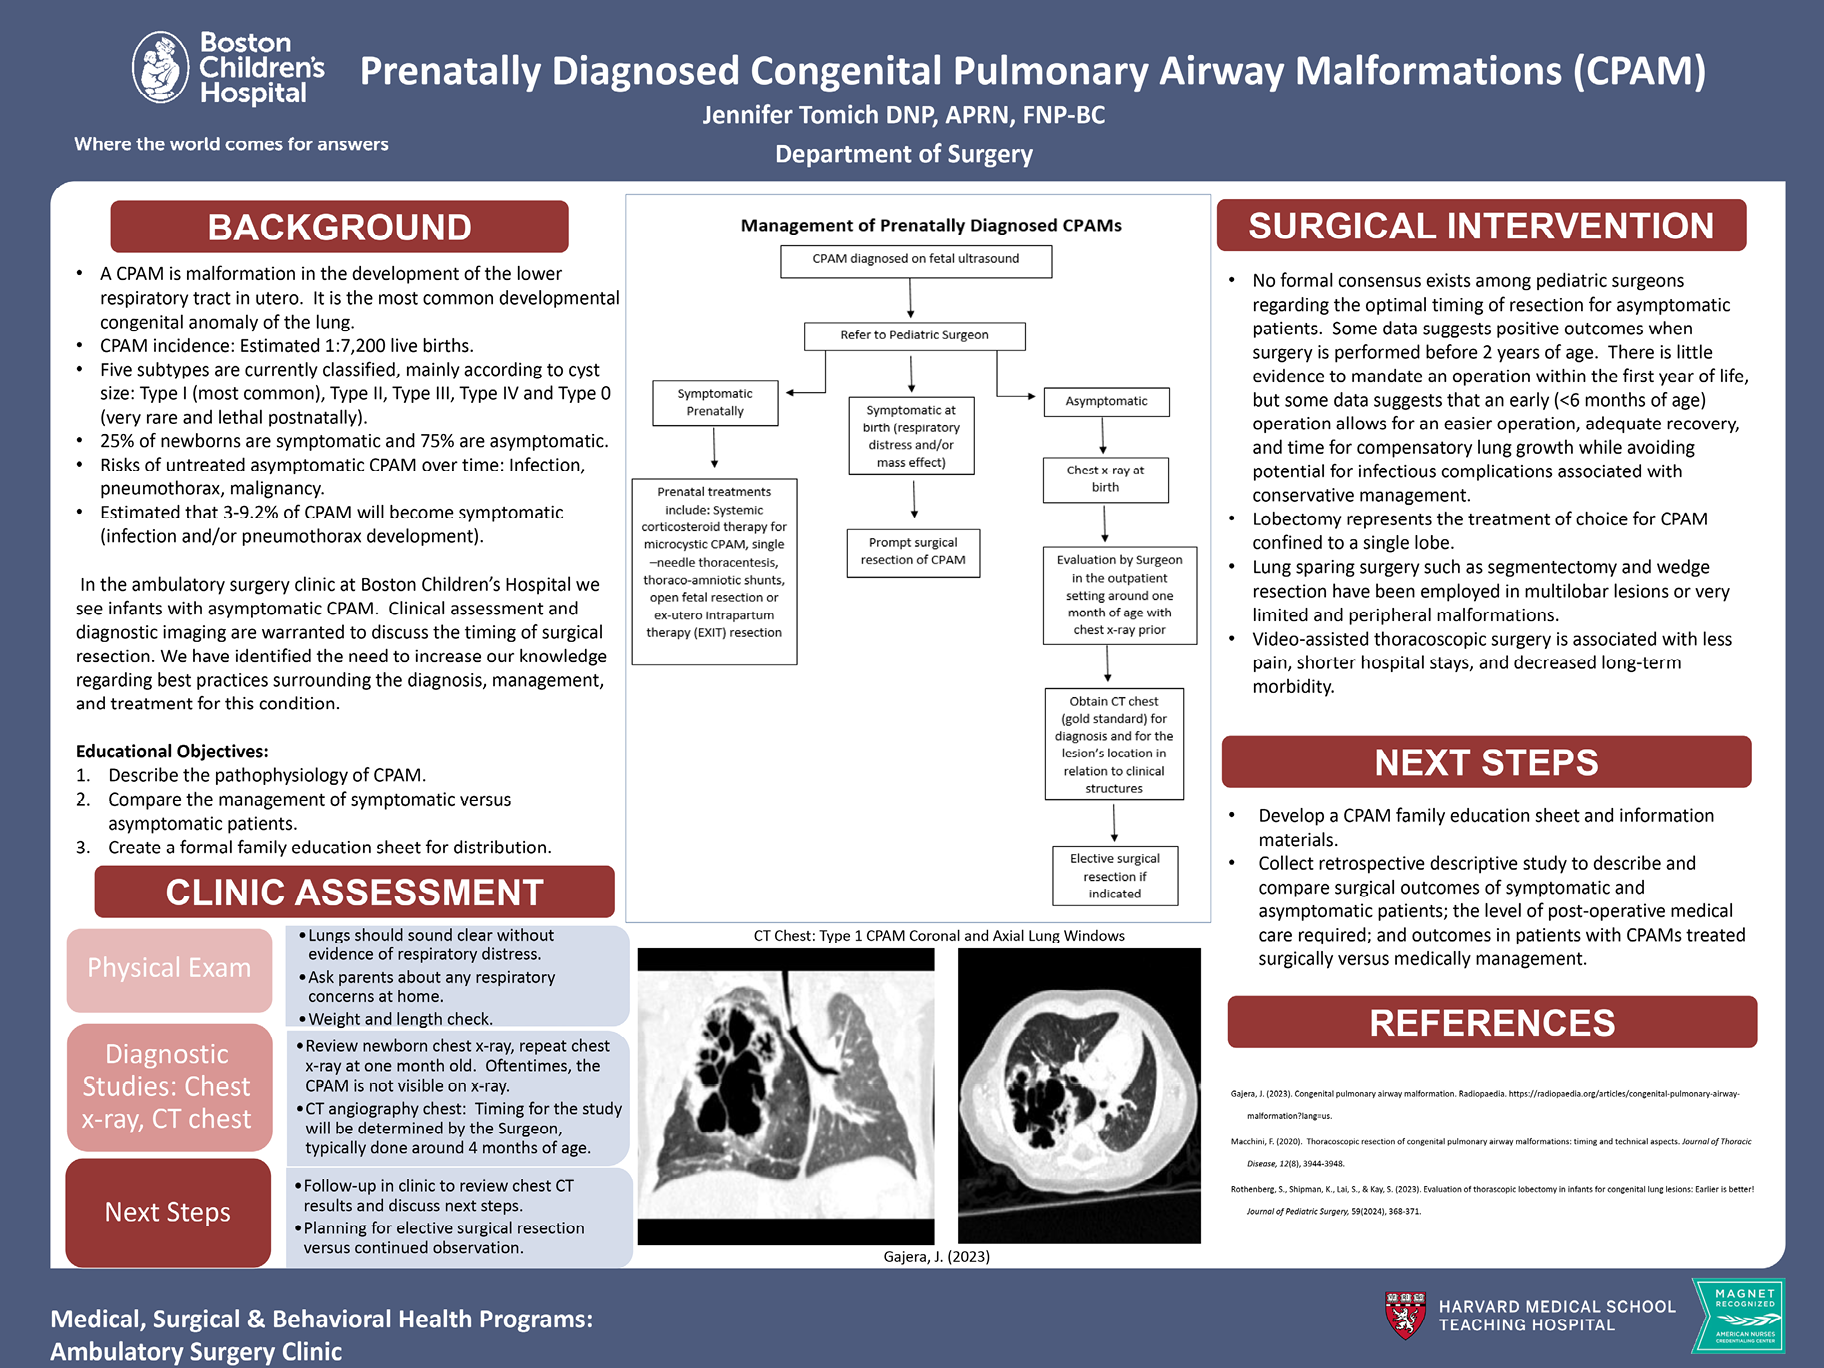 Boston
Children's
Hospital
Where the world comes for answers
Prenatally Diagnosed Congenital Pulmonary Airway Malformations (CPAM)
Jennifer Tomich DNP, APRN, FNP-BC
Department of Surgery
BACKGROUND
• A CPAM is malformation in the development of the lower
respiratory tract in utero. It is the most common developmental
congenital anomaly of the lung.
• CPAM incidence: Estimated 1:7,200 live births.
• Five subtypes are currently classified, mainly according to cyst
size: Type I (most common), Type II, Type III, Type IV and Type 0
(very rare and lethal postnatally).
• 25% of newborns are symptomatic and 75% are asymptomatic.
• Risks of untreated asymptomatic CPAM over time: Infection,
pneumothorax, malignancy.
• Estimated that 3-9.2% of CPAM will become symptomatic
(infection and/or pneumothorax development).
In the ambulatory surgery clinic at Boston Children's Hospital we
see infants with asymptomatic CPAM. Clinical assessment and
diagnostic imaging are warranted to discuss the timing of surgical
resection. We have identified the need to increase our knowledge
regarding best practices surrounding the diagnosis, management,
and treatment for this condition.
Educational Objectives:
1. Describe the pathophysiology of CPAM.
2. Compare the management of symptomatic versus
asymptomatic patients.
3. Create a formal family education sheet for distribution.
CLINIC ASSESSMENT
Physical Exam
• Lungs should sound clear without
evidence of respiratory distress.
• Ask parents about any respiratory
concerns at home.
• Weight and length check.
Diagnostic
Studies: Chest
x-ray, CT chest
• Review newborn chest x-ray, repeat chest
x-ray at one month old. Oftentimes, the
CPAM is not visible on x-ray.
• CT angiography chest: Timing for the study
will be determined by the Surgeon,
typically done around 4 months of age.
Next Steps
• Follow-up in clinic to review chest CT
results and discuss next steps.
• Planning for elective surgical resection
versus continued observation.
Management of Prenatally Diagnosed CPAMs
CPAM diagnosed on fetal ultrasound
Refer to Pediatric Surgeon
Symptomatic
Prenatally
Prenatal treatments
include: Systemic
corticosteroid therapy for
microcystic CPAM, single
–needle thoracentesis,
thoraco-amniotic shunts,
open fetal resection or
ex-utero intrapartum
therapy (EXIT) resection
Symptomatic at
birth (respiratory
distress and/or
mass effect)
Prompt surgical
resection of CPAM
Asymptomatic
Chest x-ray at
birth
Evaluation by Surgeon
in the outpatient
setting around one
month of age with
chest x-ray prior
Obtain CT chest
(gold standard) for
diagnosis and for the
lesion's location in
relation to clinical
structures
Elective surgical
resection if
indicated
CT Chest: Type 1 CPAM Coronal and Axial Lung Windows
Gajera, J. (2023)
SURGICAL INTERVENTION
• No formal consensus exists among pediatric surgeons
regarding the optimal timing of resection for asymptomatic
patients. Some data suggests positive outcomes when
surgery is performed before 2 years of age. There is little
evidence to mandate an operation within the first year of life,
but some data suggests that an early (<6 months of age)
operation allows for an easier operation, adequate recovery,
and time for compensatory lung growth while avoiding
potential for infectious complications associated with
conservative management.
• Lobectomy represents the treatment of choice for CPAM
confined to a single lobe.
• Lung sparing surgery such as segmentectomy and wedge
resection have been employed in multilobar lesions or very
limited and peripheral malformations.
• Video-assisted thoracoscopic surgery is associated with less
pain, shorter hospital stays, and decreased long-term
morbidity.
NEXT STEPS
• Develop a CPAM family education sheet and information
materials.
• Collect retrospective descriptive study to describe and
compare surgical outcomes of symptomatic and
asymptomatic patients; the level of post-operative medical
care required; and outcomes in patients with CPAMs treated
surgically versus medically management.
REFERENCES
Gajera, J. (2023). Congenital pulmonary airway malformation. Radiopaedia. https://radiopaedia.org/articles/congenital-pulmonary-airway-
malformation?lang=us.
Macchini, F. (2020). Thoracoscopic resection of congenital pulmonary airway malformations: timing and technical aspects. Journal of Thoracic
Disease, 12(8), 3944-3948.
Rothenberg, S., Shipman, K., Lai, S., & Kay, S. (2023). Evaluation of thorascopic lobectomy in infants for congenital lung lesions: Earlier is better!
Journal of Pediatric Surgery, 59(2024), 368-371.
Medical, Surgical & Behavioral Health Programs:
Ambulatory Surgery Clinic
HARVARD MEDICAL SCHOOL
TEACHING HOSPITAL
MAGNET
RECOGNIZED
AMERICAN NURSES
CREDENTIALING CENTER